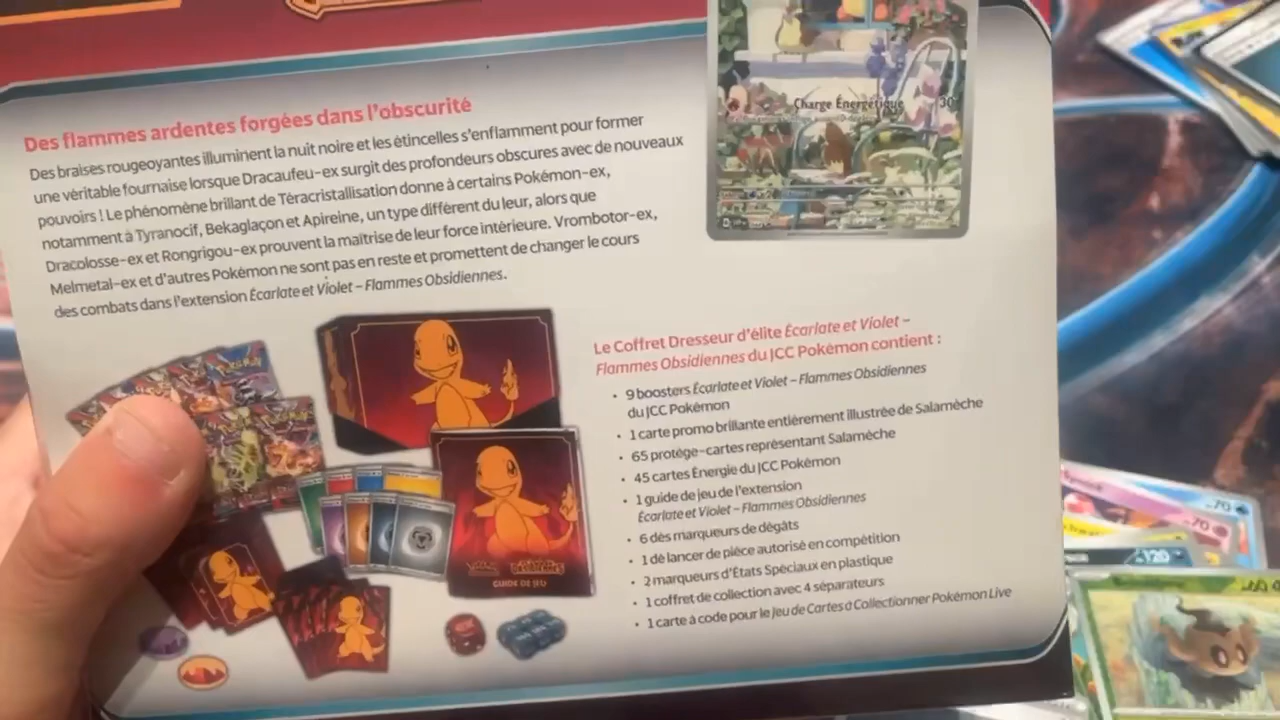 Des flammes ardentes forgées dans l'obscurité
Des braises rougeoyantes illuminent la nuit noire et les étincelles s'enflamment pour former
une véritable fournaise lorsque Dracaufeu-ex surgit des profondeurs obscures avec de nouveaux
pouvoirs ! Le phénomène brillant de Téracristallisation donne à certains Pokémon-ex,
notamment à Tyranocif, Bekaglaçon et Apireine, un type différent du leur, alors que
Dracolosse-ex et Rongrigou-ex prouvent la maîtrise de leur force intérieure. Vrombotor-ex,
Melmetal-ex et d'autres Pokémon ne sont pas en reste et promettent de changer le cours
des combats dans l'extension Écarlate et Violet – Flammes Obsidiennes.
Charge Énergétique 30
Le Coffret Dresseur d'élite Écarlate et Violet –
Flammes Obsidiennes du JCC Pokémon contient :
• 9 boosters Écarlate et Violet – Flammes Obsidiennes
du JCC Pokémon
• 1 carte promo brillante entièrement illustrée de Salamèche
• 65 protège-cartes représentant Salamèche
• 45 cartes Énergie du JCC Pokémon
• 1 guide de jeu de l'extension
Écarlate et Violet – Flammes Obsidiennes
• 6 dés marqueurs de dégâts
• 1 dé lancer de pièce autorisé en compétition
• 2 marqueurs d'États Spéciaux en plastique
• 1 coffret de collection avec 4 séparateurs
• 1 carte à code pour le Jeu de Cartes à Collectionner Pokémon Live
GUIDE DE JEU
70
70
120